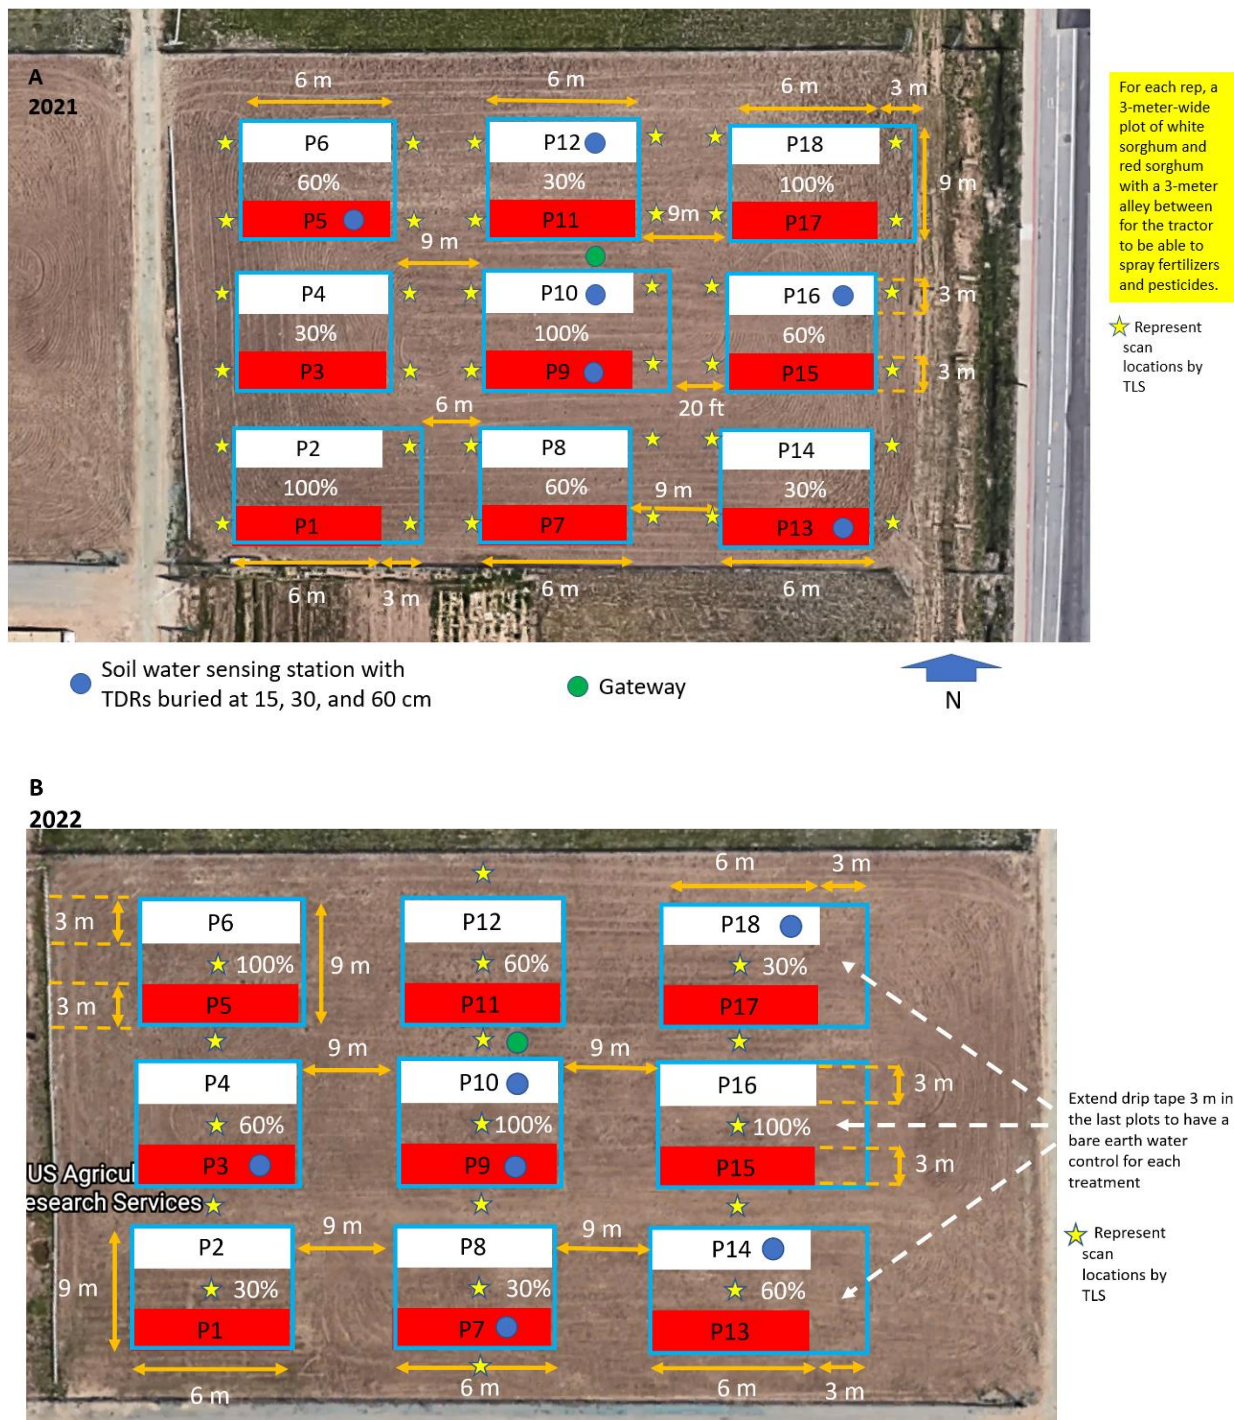 A
2021
6 m
6 m
6 m
3 m
P6
60%
P5
P12
30%
P11
P18
100%
P17
9 m
9m
9 m
P4
30%
P3
P10
100%
P9
P16
60%
P15
3 m
3 m
20 ft
6 m
P2
100%
P1
P8
60%
P7
P14
30%
P13
9 m
6 m
3 m
6 m
6 m
For each rep, a
3-meter-wide
plot of white
sorghum and
red sorghum
with a 3-meter
alley between
for the tractor
to be able to
spray fertilizers
and pesticides.
Represent
scan
locations by
TLS
Soil water sensing station with
TDRs buried at 15, 30, and 60 cm
Gateway
N
B
2022
6 m
3 m
3 m
3 m
P6
100%
P5
9 m
P12
60%
P11
P18
30%
P17
9 m
9 m
P4
60%
P3
P10
100%
P9
P16
100%
P15
3 m
3 m
US Agricul
esearch Services
9 m
9 m
9 m
P2
30%
P1
P8
30%
P7
P14
60%
P13
6 m
6 m
6 m
3 m
Extend drip tape 3 m in
the last plots to have a
bare earth water
control for each
treatment
Represent
scan
locations by
TLS